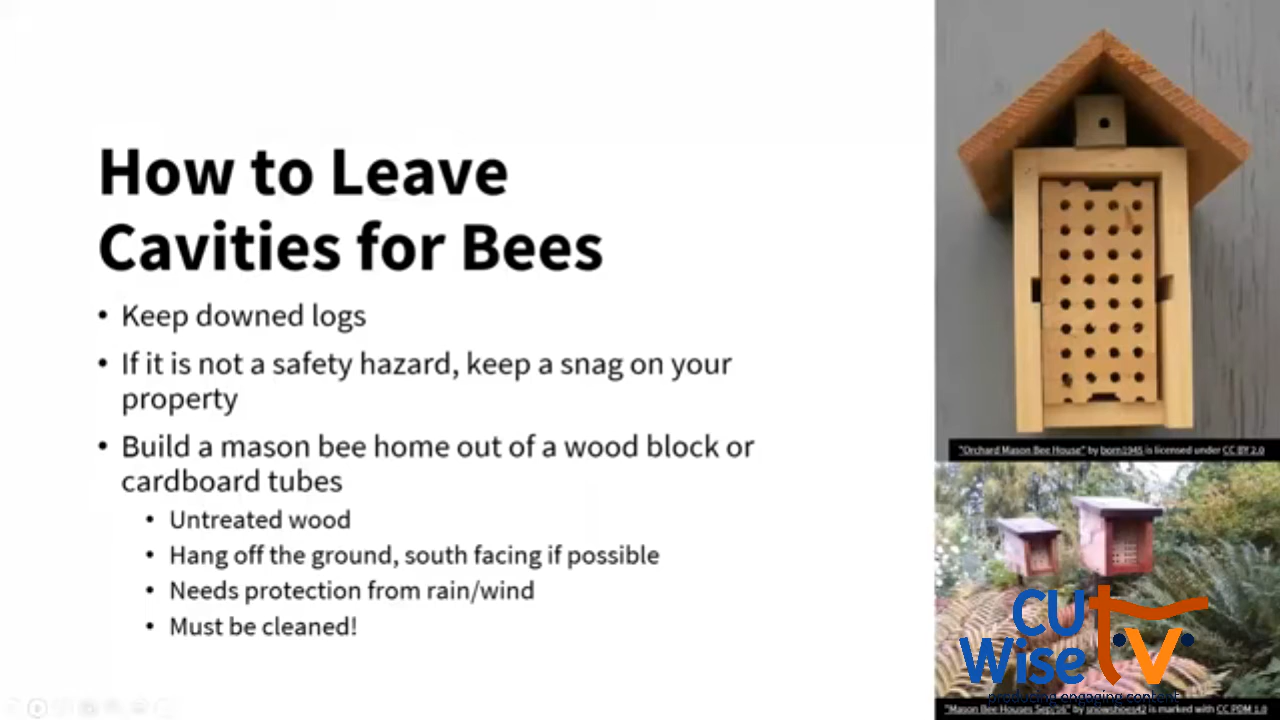 How to Leave
Cavities for Bees
• Keep downed logs
• If it is not a safety hazard, keep a snag on your
property
• Build a mason bee home out of a wood block or
cardboard tubes
• Untreated wood
• Hang off the ground, south facing if possible
• Needs protection from rain/wind
• Must be cleaned!
"Orchard Mason Bee House" by born1945 is licensed under CC BY 2.0
CU tv
Wise
producing engaging content
"Mason Bee Houses Sep/16" by snowshoes42 is marked with CC PDM 1.0